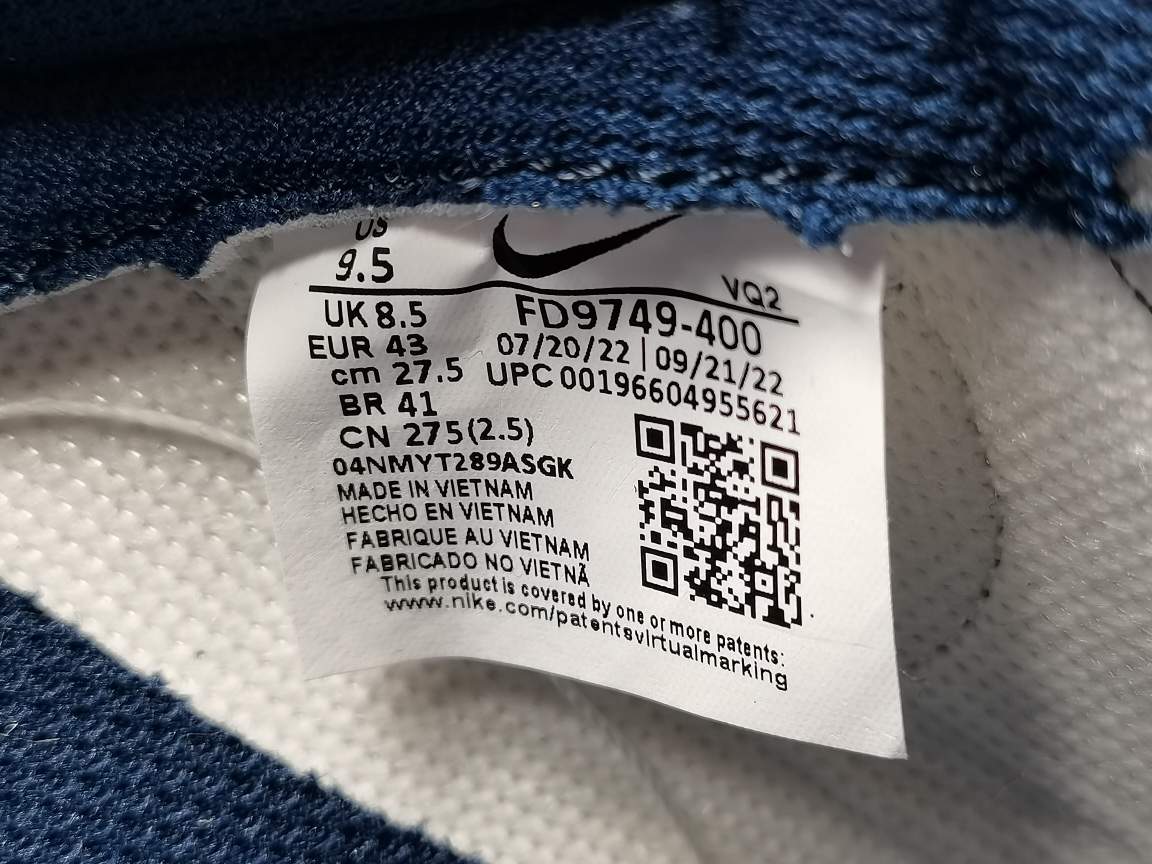 US
9.5
VQ2
UK 8.5
FD9749-400
EUR 43
07/20/22 | 09/21/22
cm 27.5
UPC 00196604955621
BR 41
CN 275(2.5)
04NMYT289ASGK
MADE IN VIETNAM
HECHO EN VIETNAM
FABRIQUE AU VIETNAM
FABRICADO NO VIETNÃ
This product is covered by one or more patents:
www.nike.com/patentsvirtualmarking